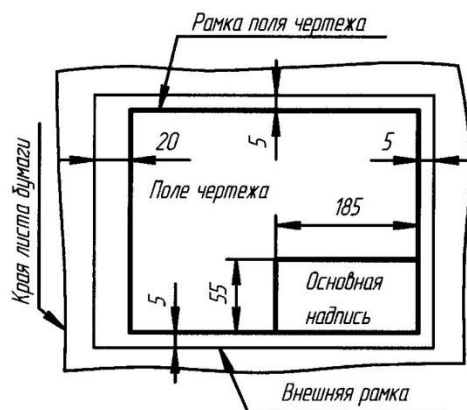 Рамка поля чертежа
20
5
5
Поле чертежа
185
Края листа бумаги
55
Основная
надпись
5
Внешняя рамка